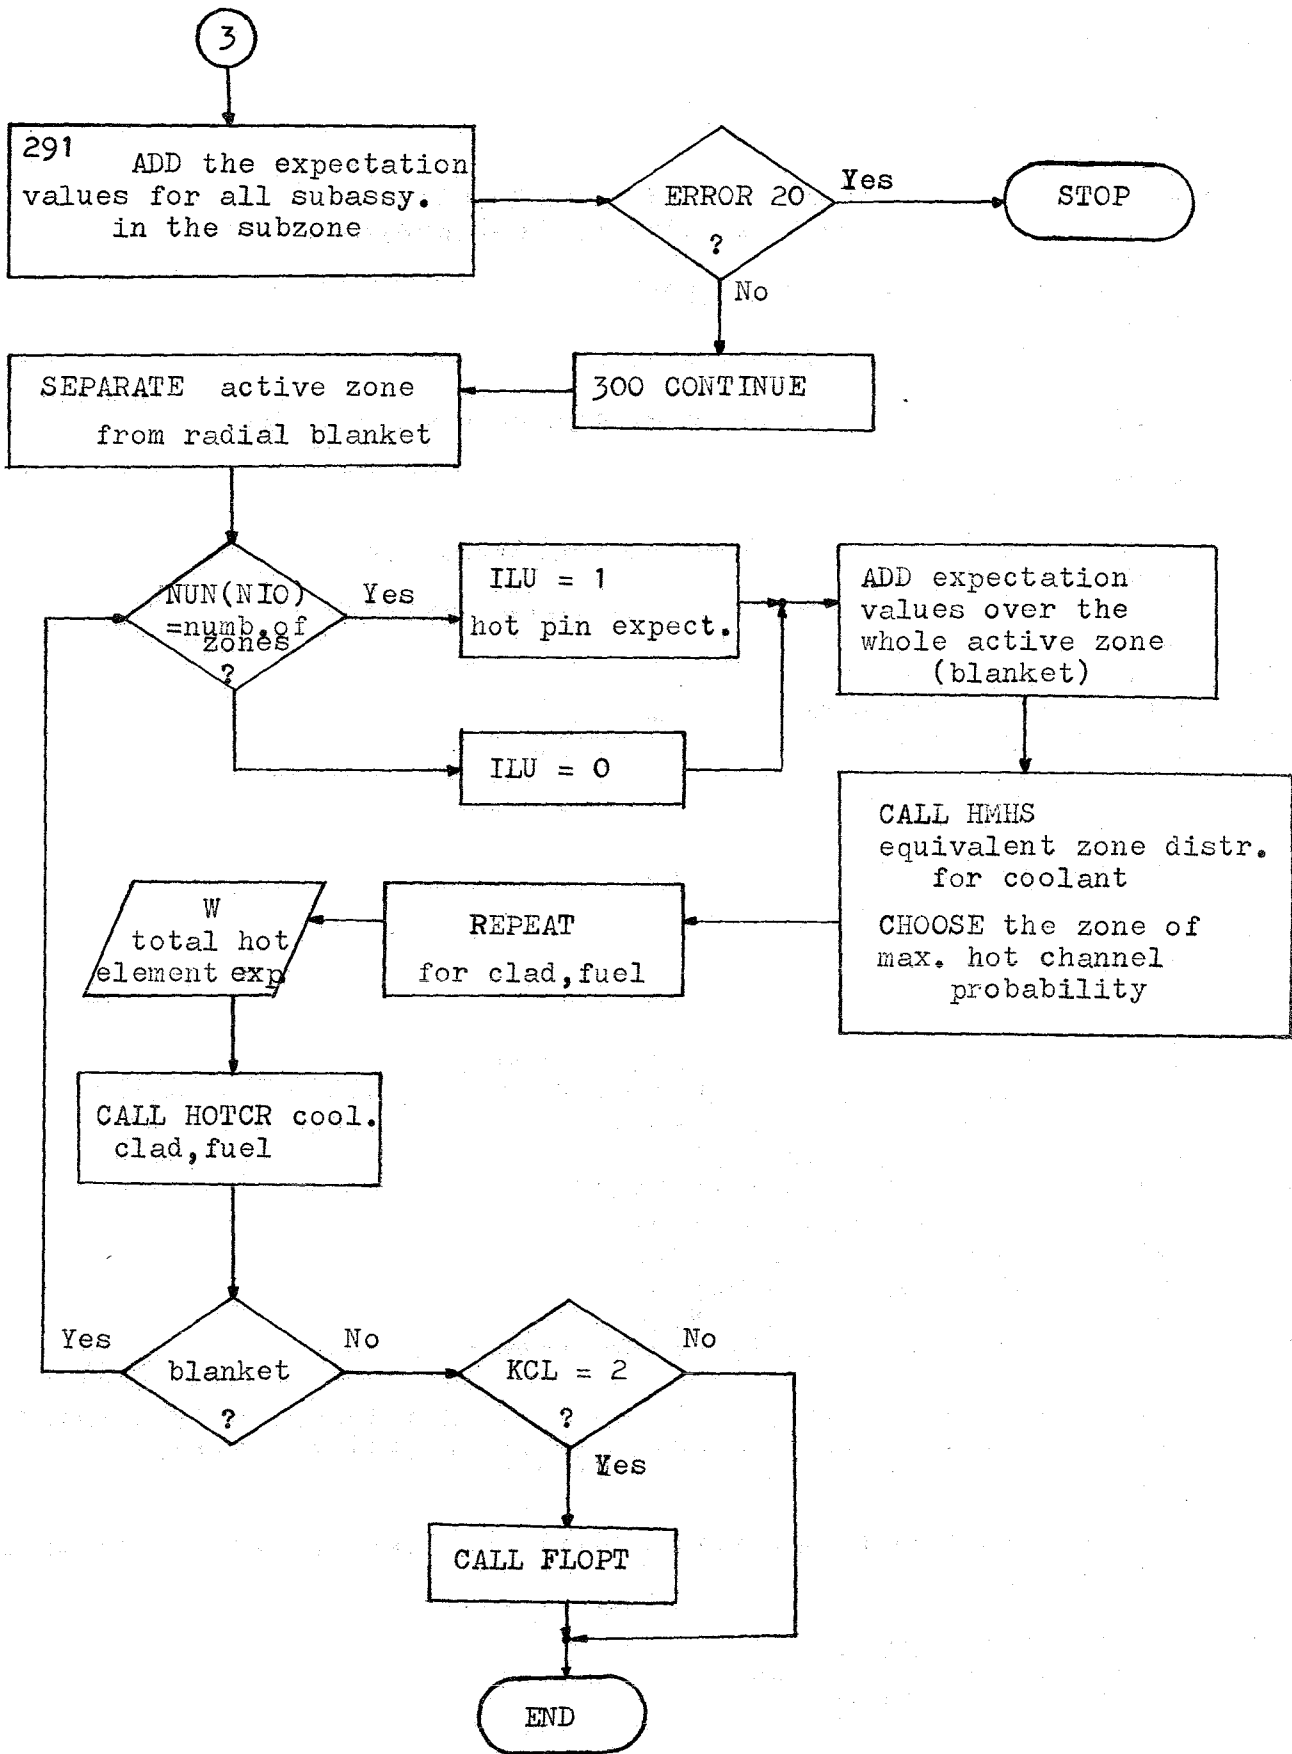 3
291 ADD the expectation
values for all subassy.
in the subzone
ERROR 20
?
Yes
STOP
No
300 CONTINUE
SEPARATE active zone
from radial blanket
NUN(NIO)
=numb.of
zones
?
Yes
ILU = 1
hot pin expect.
ILU = 0
ADD expectation
values over the
whole active zone
(blanket)
CALL HMHS
equivalent zone distr.
for coolant
CHOOSE the zone of
max. hot channel
probability
REPEAT
for clad,fuel
W
total hot
element exp
CALL HOTCR cool.
clad,fuel
blanket
?
Yes
No
KCL = 2
?
No
Yes
CALL FLOPT
END